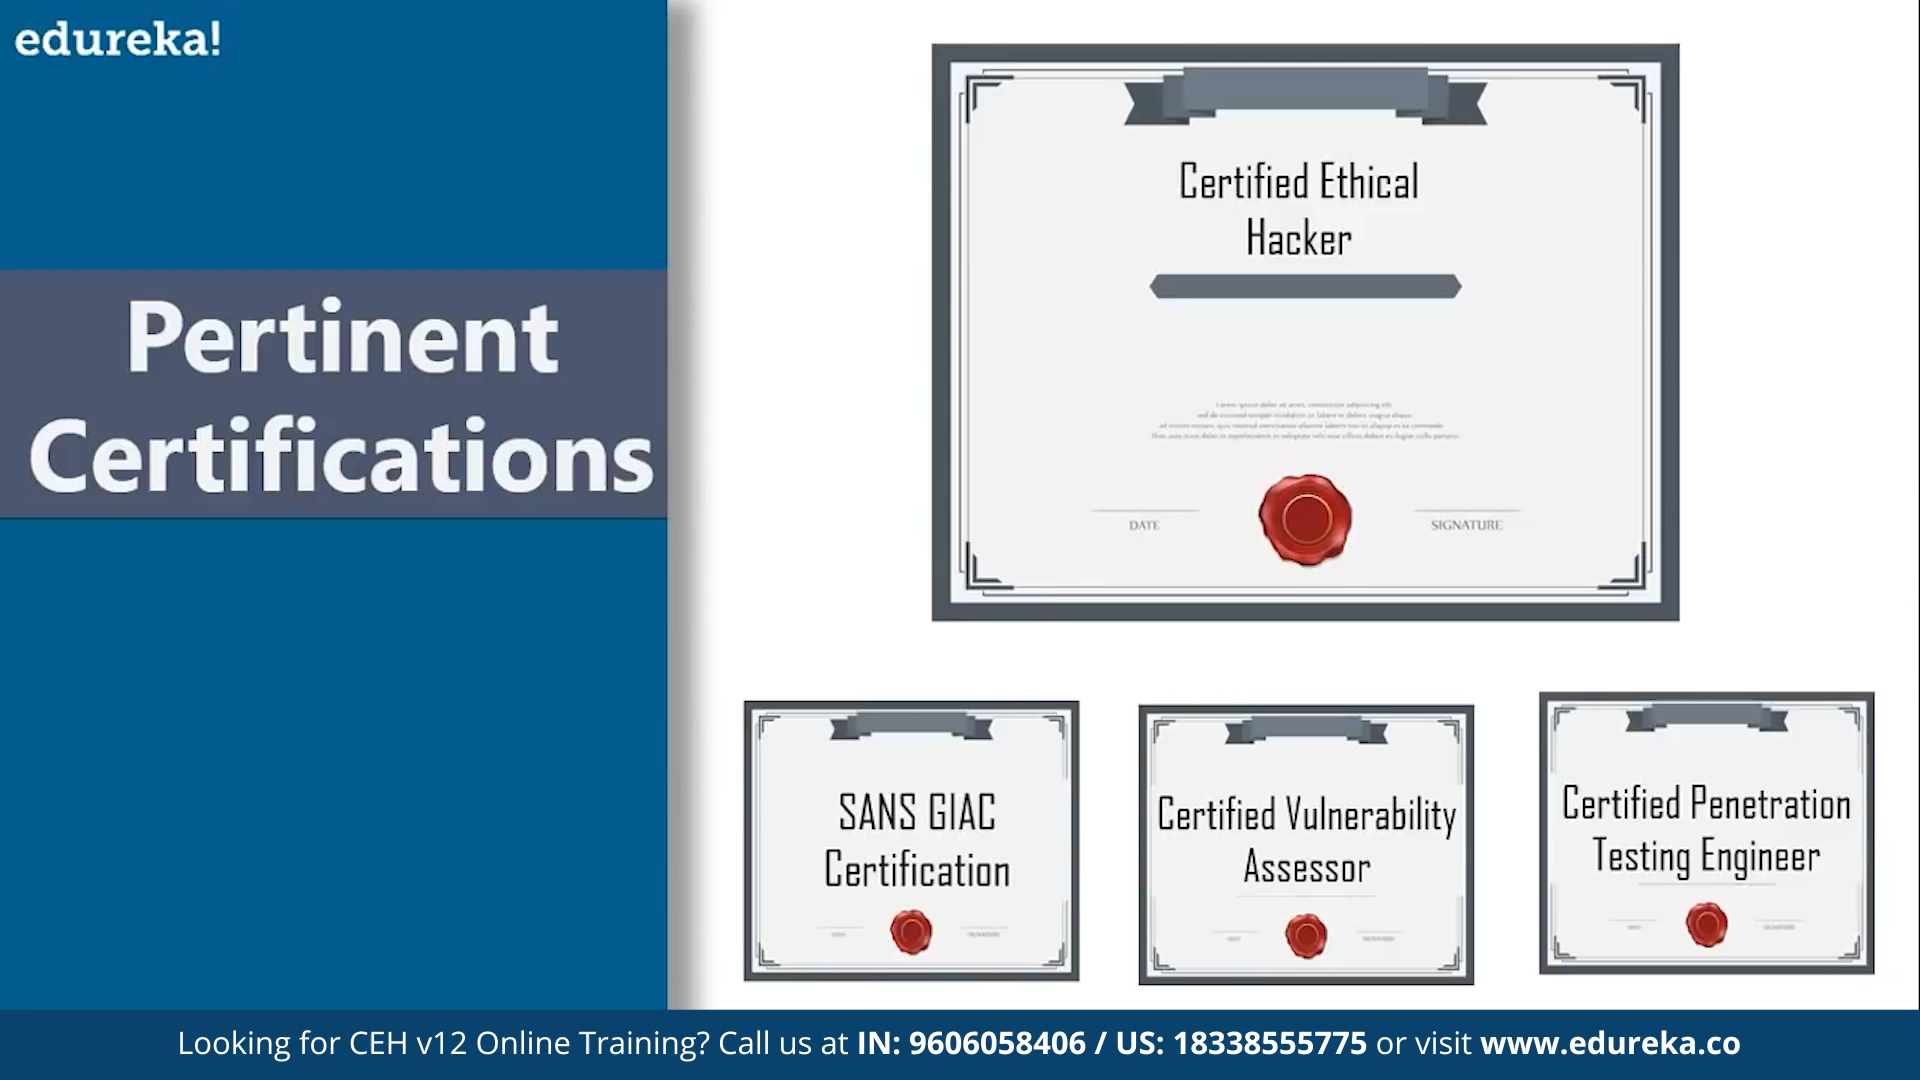 edureka!
Pertinent
Certifications
Certified Ethical
Hacker
DATE
SIGNATURE
SANS GIAC
Certification
Certified Vulnerability
Assessor
Certified Penetration
Testing Engineer
Looking for CEH v12 Online Training? Call us at IN: 9606058406 / US: 18338555775 or visit www.edureka.co